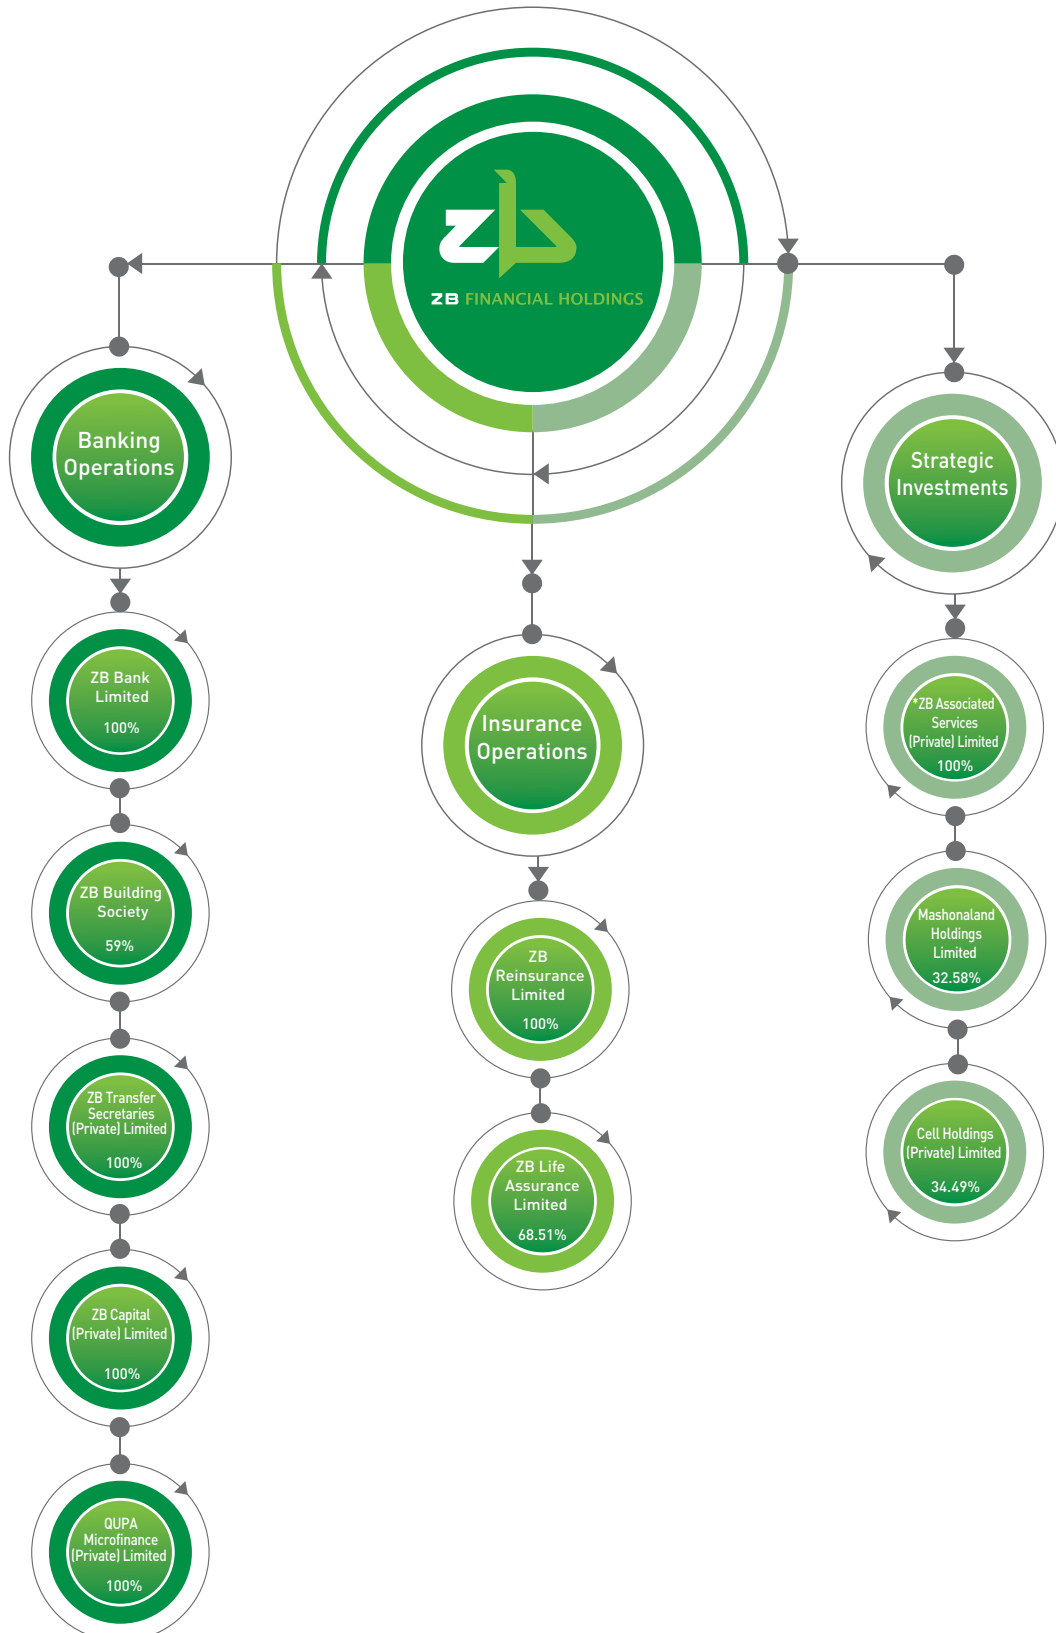 zb
ZB FINANCIAL HOLDINGS
Banking
Operations
ZB Bank
Limited
100%
ZB Building
Society
59%
ZB Transfer
Secretaries
(Private) Limited
100%
ZB Capital
(Private) Limited
100%
QUPA
Microfinance
(Private) Limited
100%
Insurance
Operations
ZB
Reinsurance
Limited
100%
ZB Life
Assurance
Limited
68.51%
Strategic
Investments
*ZB Associated
Services
(Private) Limited
100%
Mashonaland
Holdings
Limited
32.58%
Cell Holdings
(Private) Limited
34.49%